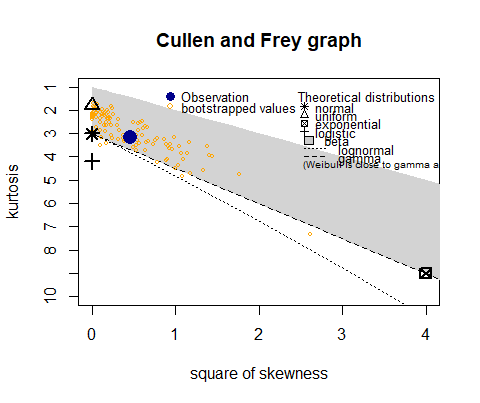 Cullen and Frey graph
Observation
bootstrapped values
Theoretical distributions
normal
uniform
exponential
logistic
beta
lognormal
gamma
(Weibull is close to gamma a
kurtosis
1
2
3
4
5
6
7
8
9
10
0
1
2
3
4
square of skewness